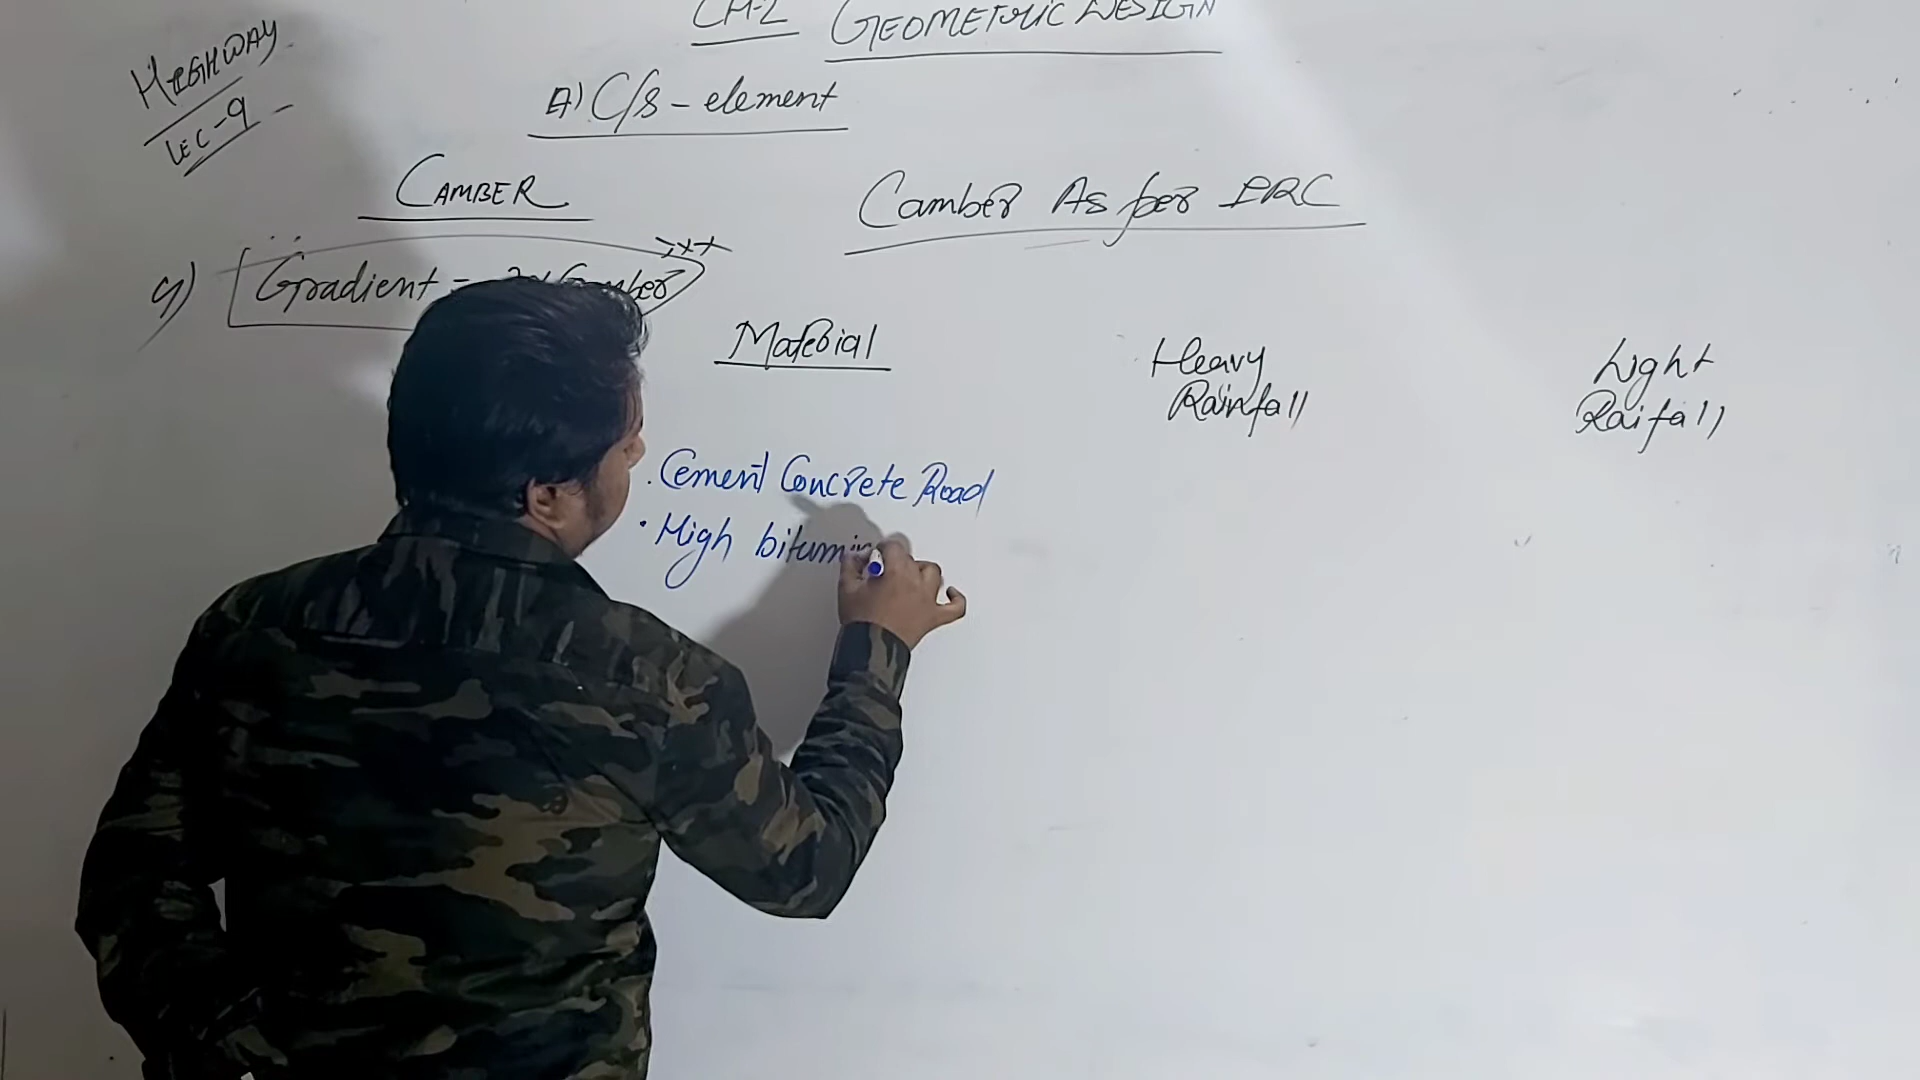 CH-2 GEOMETRIC DESIGN
HIGHWAY
LEC-9
A) C/S - element
CAMBER
Camber As per IRC
Gradient =
Material
Heavy
Rainfall
Light
Raifall
. Cement Concrete Road
• High bitumin